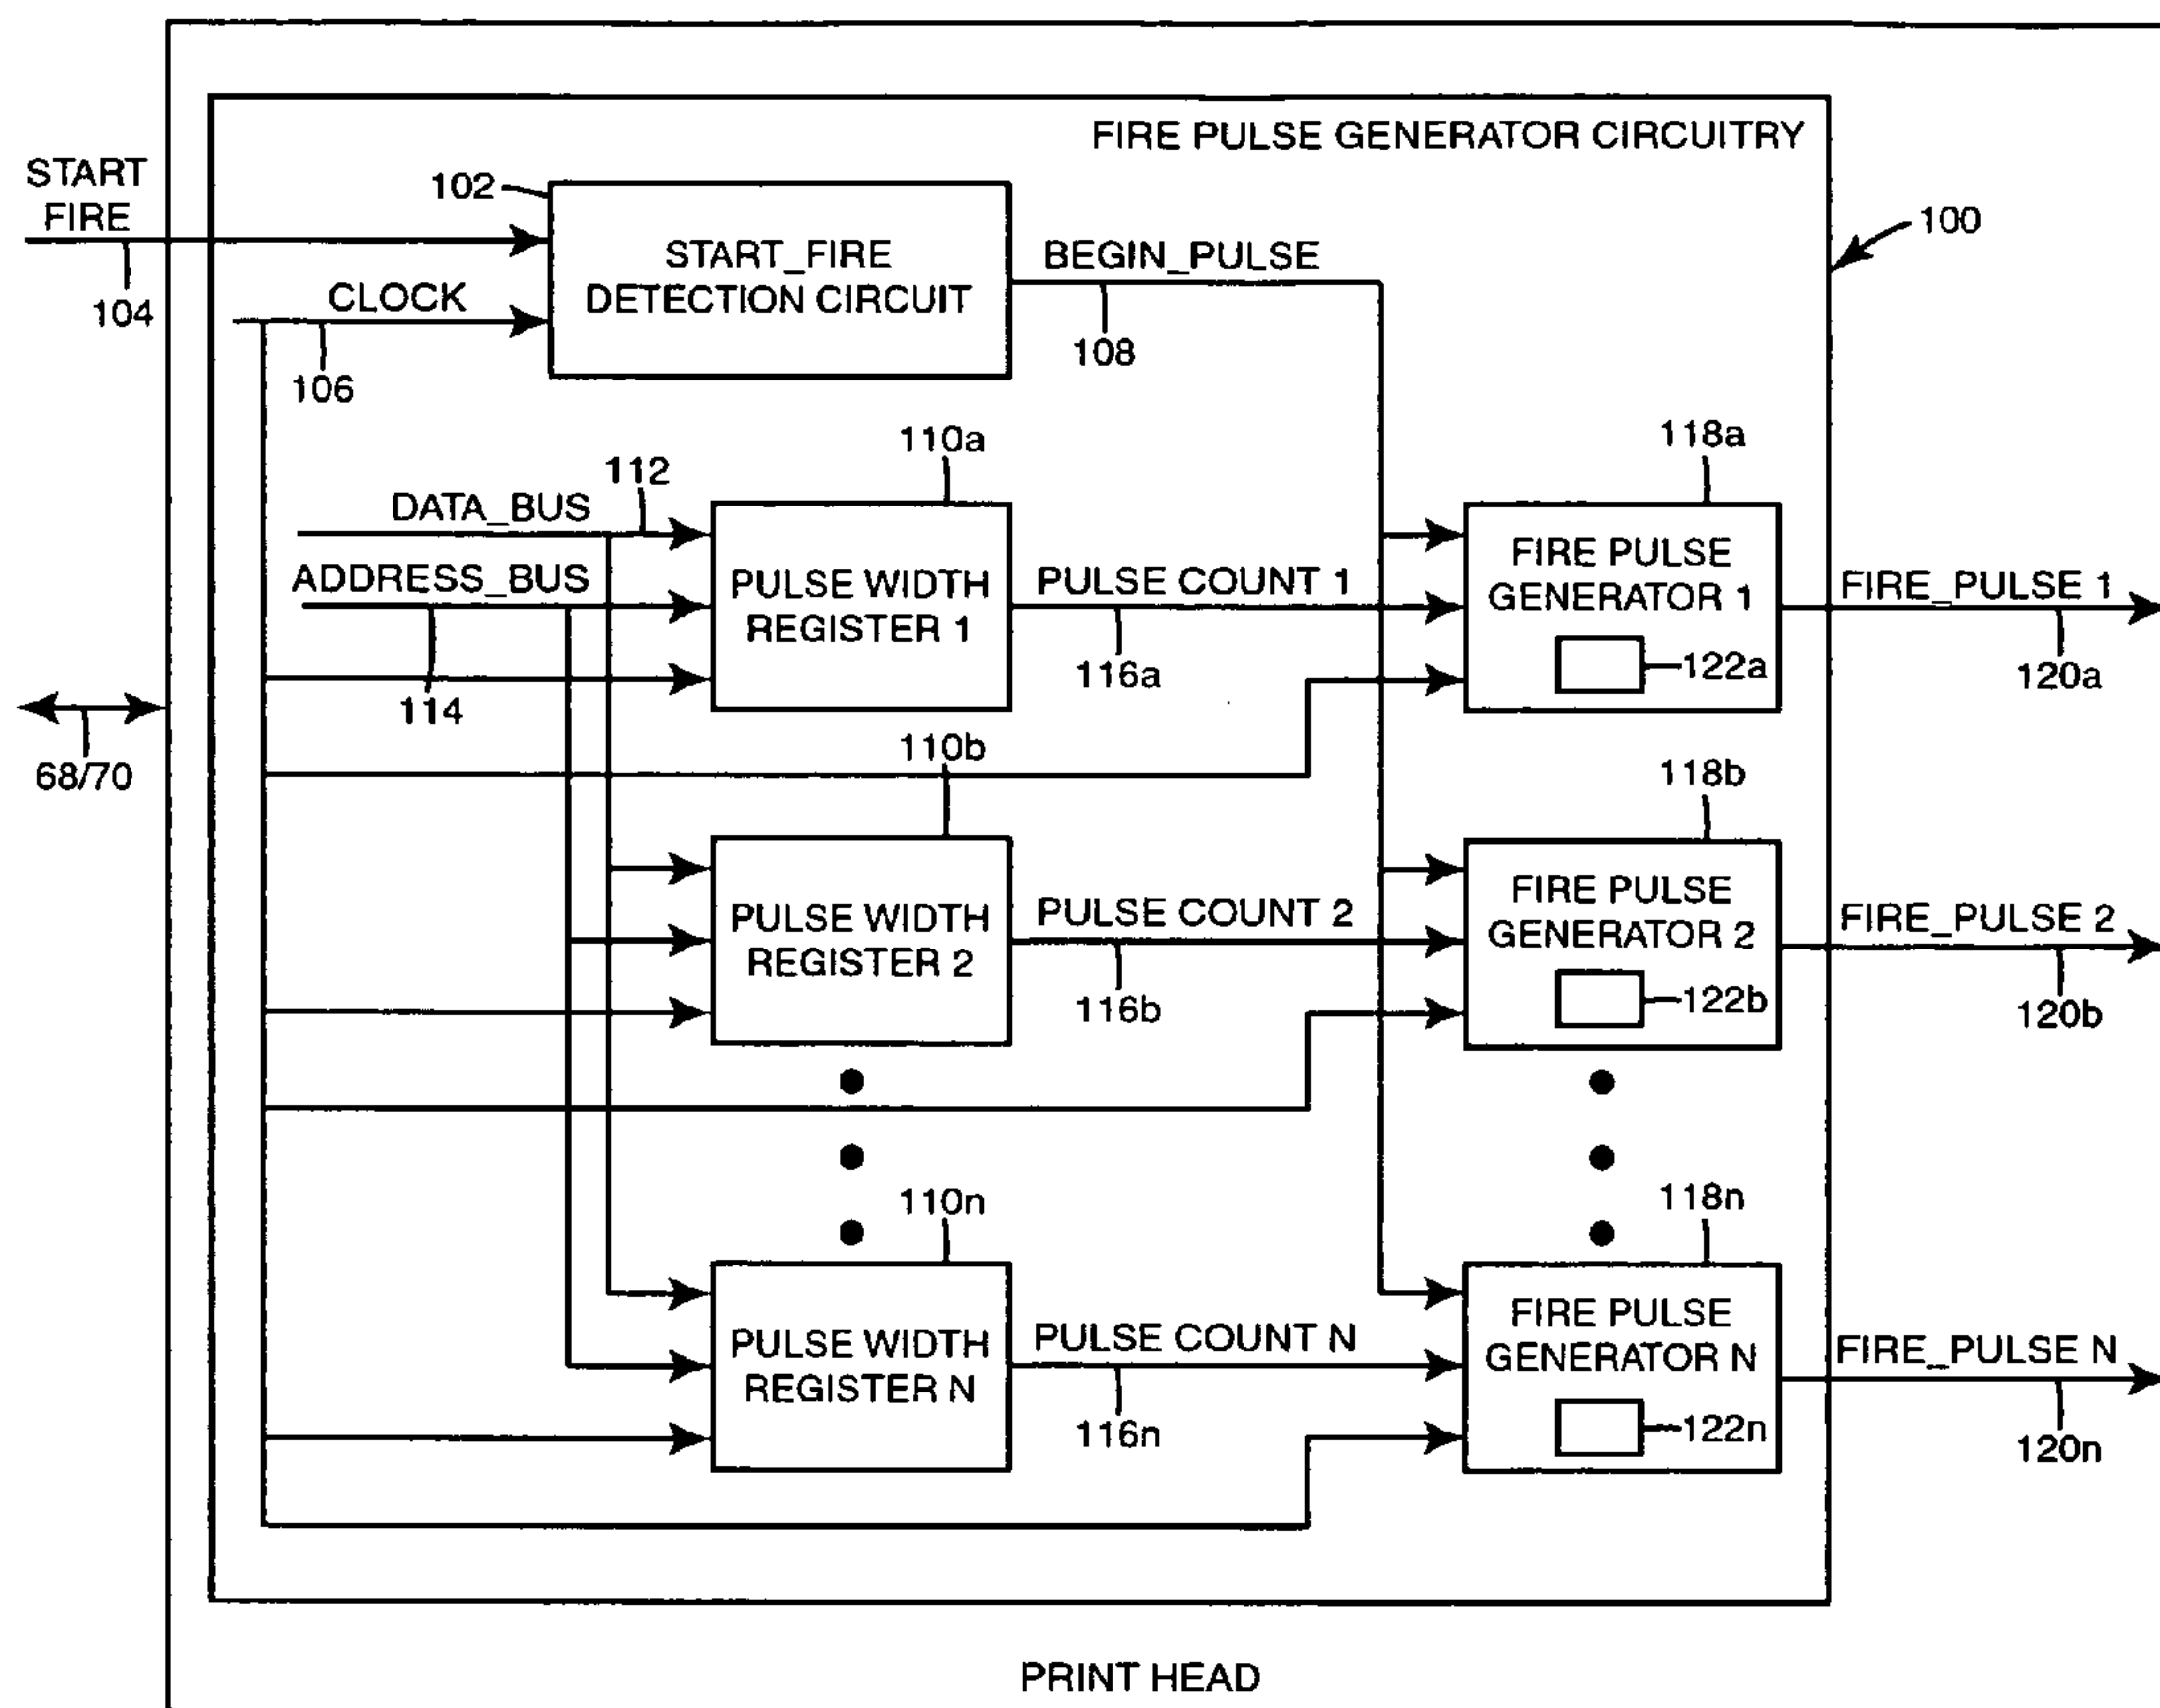 FIRE PULSE GENERATOR CIRCUITRY
START
FIRE
104
102
START_FIRE
DETECTION CIRCUIT
CLOCK
106
BEGIN_PULSE
108
100
110a
112
DATA_BUS
ADDRESS_BUS
114
PULSE WIDTH
REGISTER 1
PULSE COUNT 1
116a
118a
FIRE PULSE
GENERATOR 1
122a
FIRE_PULSE 1
120a
68/70
110b
PULSE WIDTH
REGISTER 2
PULSE COUNT 2
116b
118b
FIRE PULSE
GENERATOR 2
122b
FIRE_PULSE 2
120b
110n
PULSE WIDTH
REGISTER N
PULSE COUNT N
116n
118n
FIRE PULSE
GENERATOR N
122n
FIRE_PULSE N
120n
PRINT HEAD